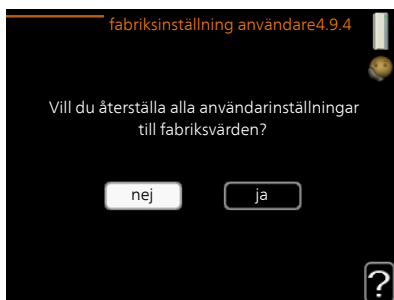 fabriksinställning användare4.9.4
Vill du återställa alla användarinställningar
till fabriksvärden?
nej
ja
?